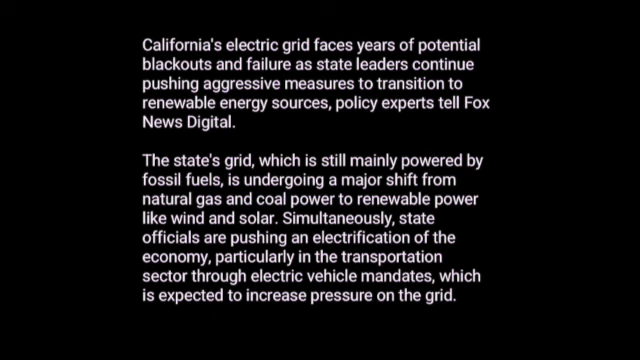 California's electric grid faces years of potential
blackouts and failure as state leaders continue
pushing aggressive measures to transition to
renewable energy sources, policy experts tell Fox
News Digital.
The state's grid, which is still mainly powered by
fossil fuels, is undergoing a major shift from
natural gas and coal power to renewable power
like wind and solar. Simultaneously, state
officials are pushing an electrification of the
economy, particularly in the transportation
sector through electric vehicle mandates, which
is expected to increase pressure on the grid.